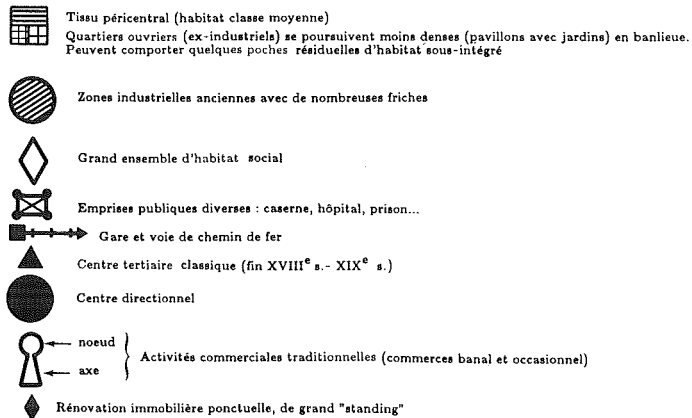 Tissu péricentral (habitat classe moyenne)
Quartiers ouvriers (ex-industriels) se poursuivent moins denses (pavillons avec jardins) en banlieue.
Peuvent comporter quelques poches résiduelles d'habitat sous-intégré
Zones industrielles anciennes avec de nombreuses friches
Grand ensemble d'habitat social
Emprises publiques diverses : caserne, hôpital, prison...
Gare et voie de chemin de fer
Centre tertiaire classique (fin XVIIIe s.- XIXe s.)
Centre directionnel
noeud
axe
Activités commerciales traditionnelles (commerces banal et occasionnel)
Rénovation immobilière ponctuelle, de grand "standing"